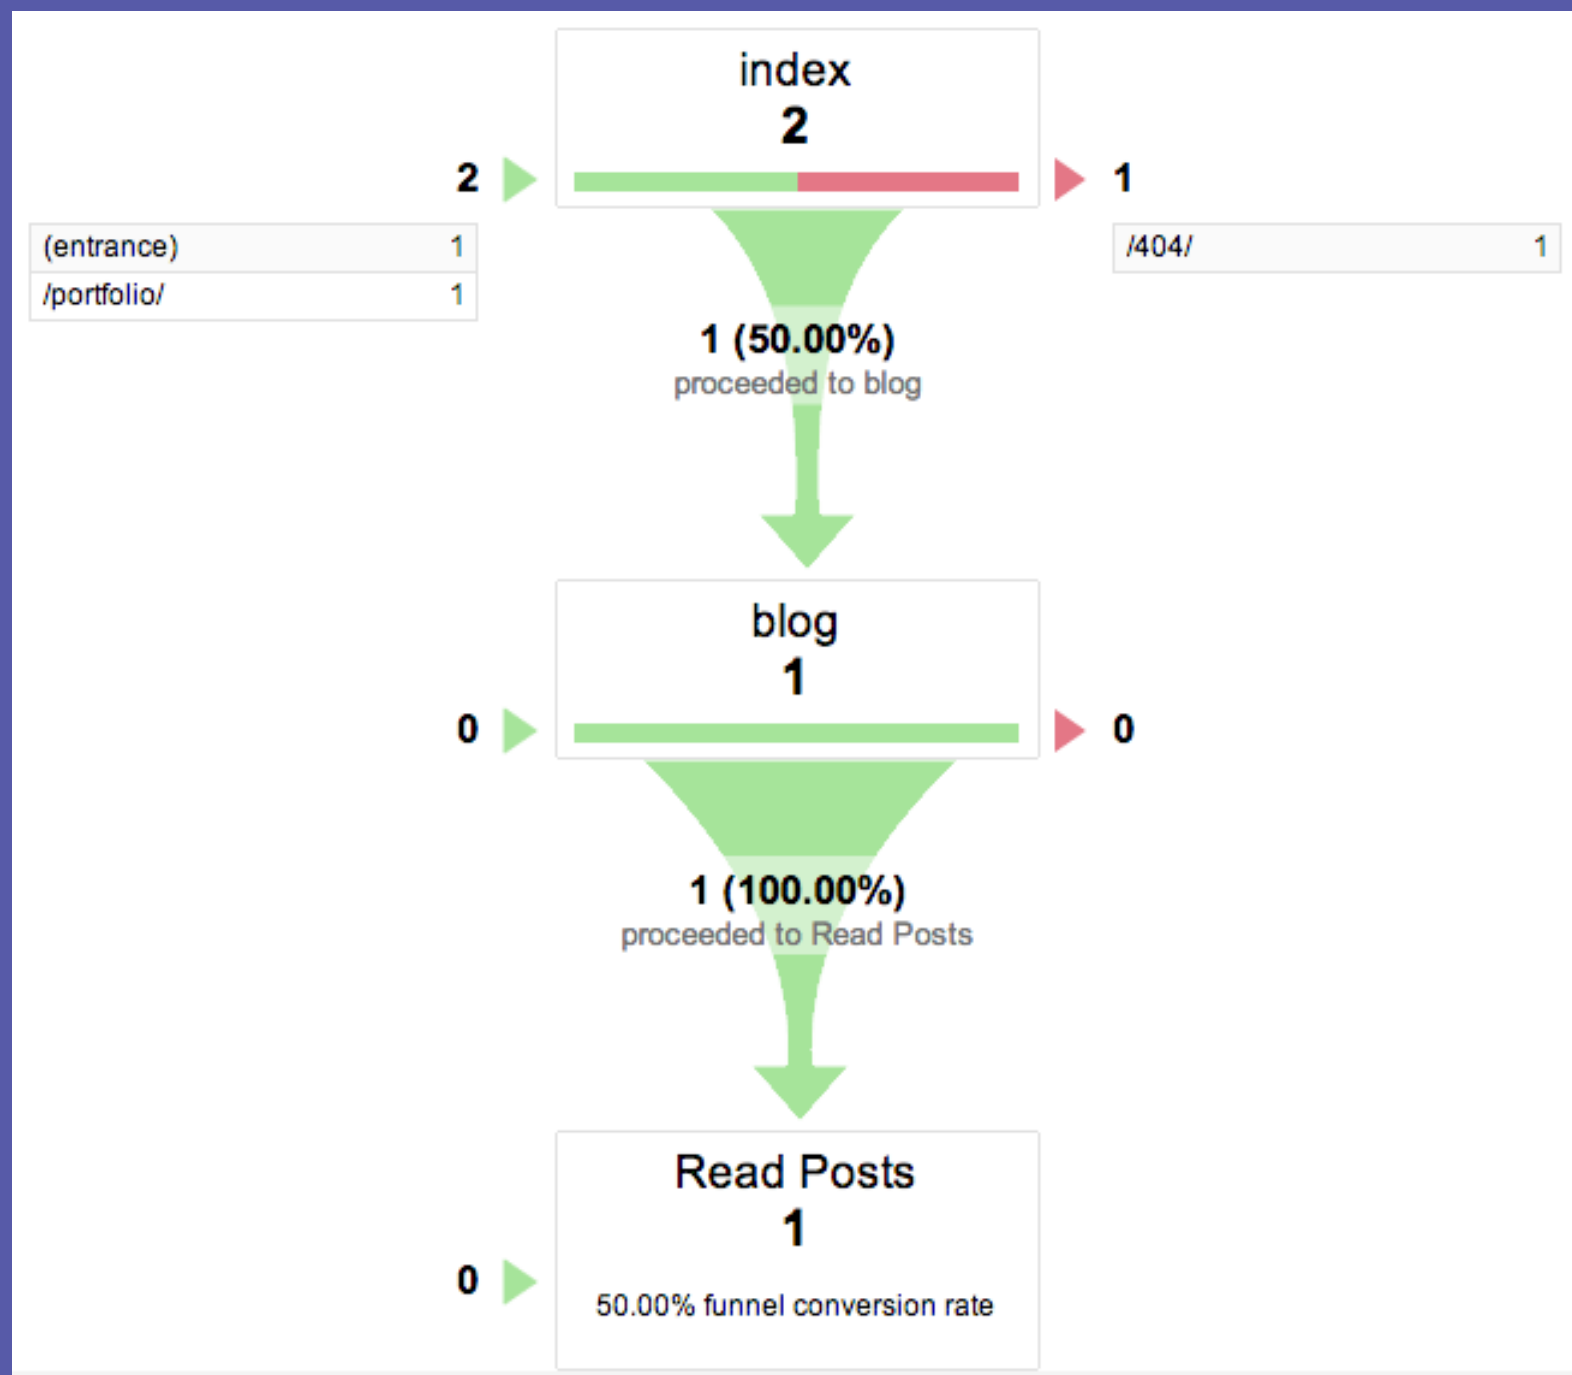 index
2
2
1
(entrance) 1
/portfolio/ 1
/404/ 1
1 (50.00%)
proceeded to blog
blog
1
0
0
1 (100.00%)
proceeded to Read Posts
Read Posts
1
0
50.00% funnel conversion rate